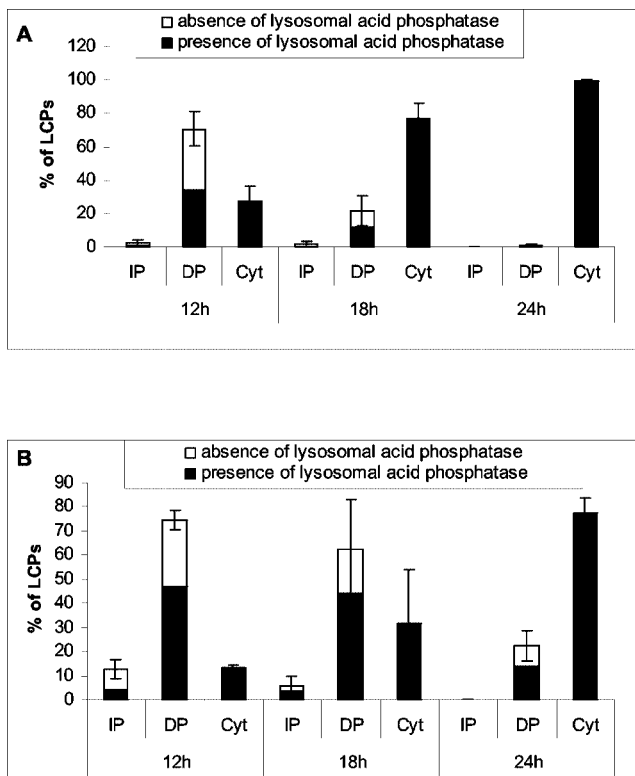 A
absence of lysosomal acid phosphatase
presence of lysosomal acid phosphatase
% of LCPs
120
100
80
60
40
20
0
IP DP Cyt IP DP Cyt IP DP Cyt
12h 18h 24h
B
absence of lysosomal acid phosphatase
presence of lysosomal acid phosphatase
% of LCPs
90
80
70
60
50
40
30
20
10
0
IP DP Cyt IP DP Cyt IP DP Cyt
12h 18h 24h